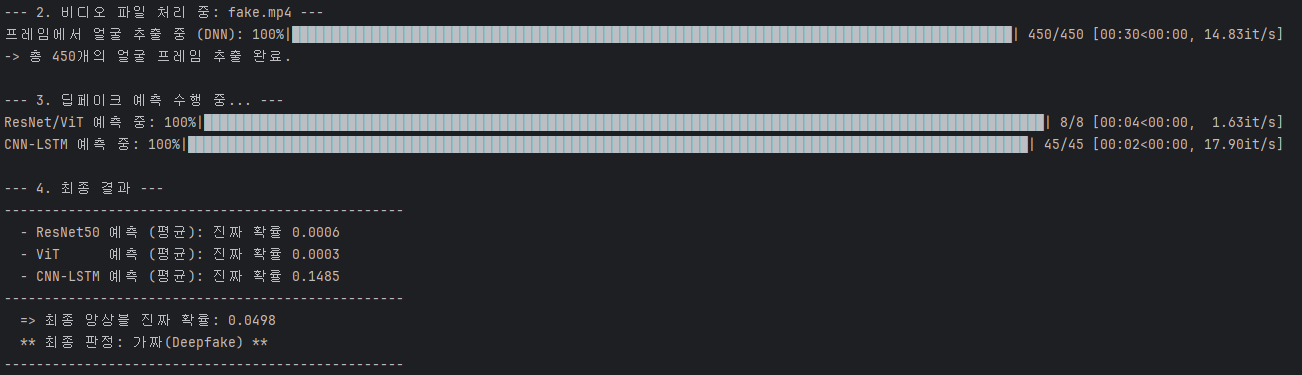 --- 2. 비디오 파일 처리 중: fake.mp4 ---
프레임에서 얼굴 추출 중 (DNN): 100%|██████████| 450/450 [00:30<00:00, 14.83it/s]
-> 총 450개의 얼굴 프레임 추출 완료.
--- 3. 딥페이크 예측 수행 중... ---
ResNet/ViT 예측 중: 100%|██████████| 8/8 [00:04<00:00, 1.63it/s]
CNN-LSTM 예측 중: 100%|██████████| 45/45 [00:02<00:00, 17.90it/s]
--- 4. 최종 결과 ---
--------------------------------------------------
- ResNet50 예측 (평균): 진짜 확률 0.0006
- ViT      예측 (평균): 진짜 확률 0.0003
- CNN-LSTM 예측 (평균): 진짜 확률 0.1485
--------------------------------------------------
=> 최종 앙상블 진짜 확률: 0.0498
** 최종 판정: 가짜(Deepfake) **
--------------------------------------------------